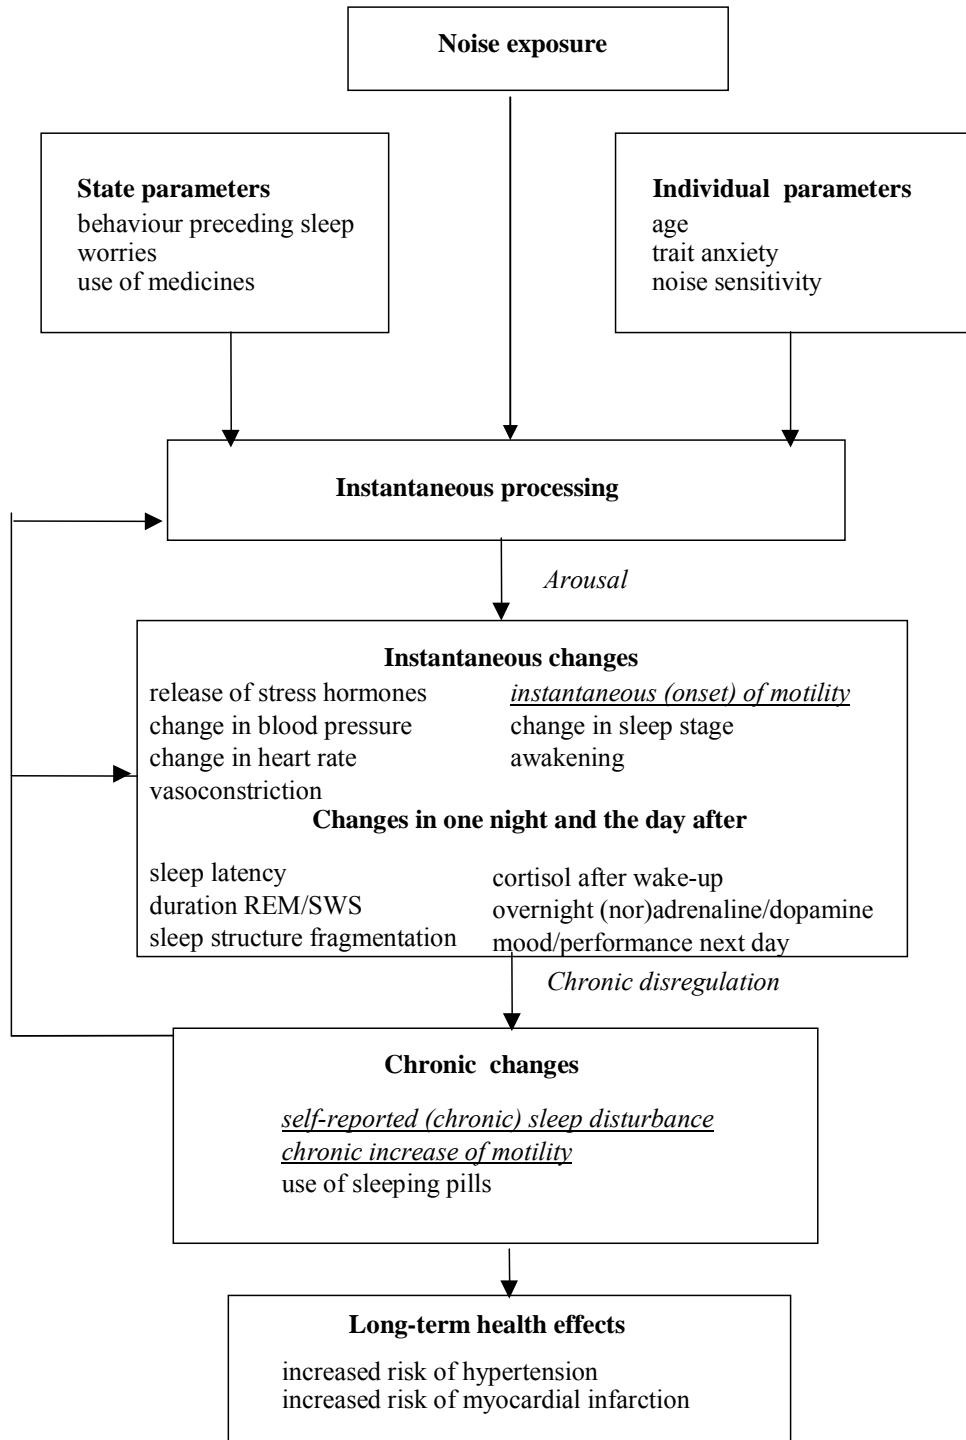 Noise exposure
State parameters
behaviour preceding sleep
worries
use of medicines
Individual parameters
age
trait anxiety
noise sensitivity
Instantaneous processing
Arousal
Instantaneous changes
release of stress hormones
change in blood pressure
change in heart rate
vasoconstriction
instantaneous (onset) of motility
change in sleep stage
awakening
Changes in one night and the day after
sleep latency
duration REM/SWS
sleep structure fragmentation
cortisol after wake-up
overnight (nor)adrenaline/dopamine
mood/performance next day
Chronic disregulation
Chronic changes
self-reported (chronic) sleep disturbance
chronic increase of motility
use of sleeping pills
Long-term health effects
increased risk of hypertension
increased risk of myocardial infarction